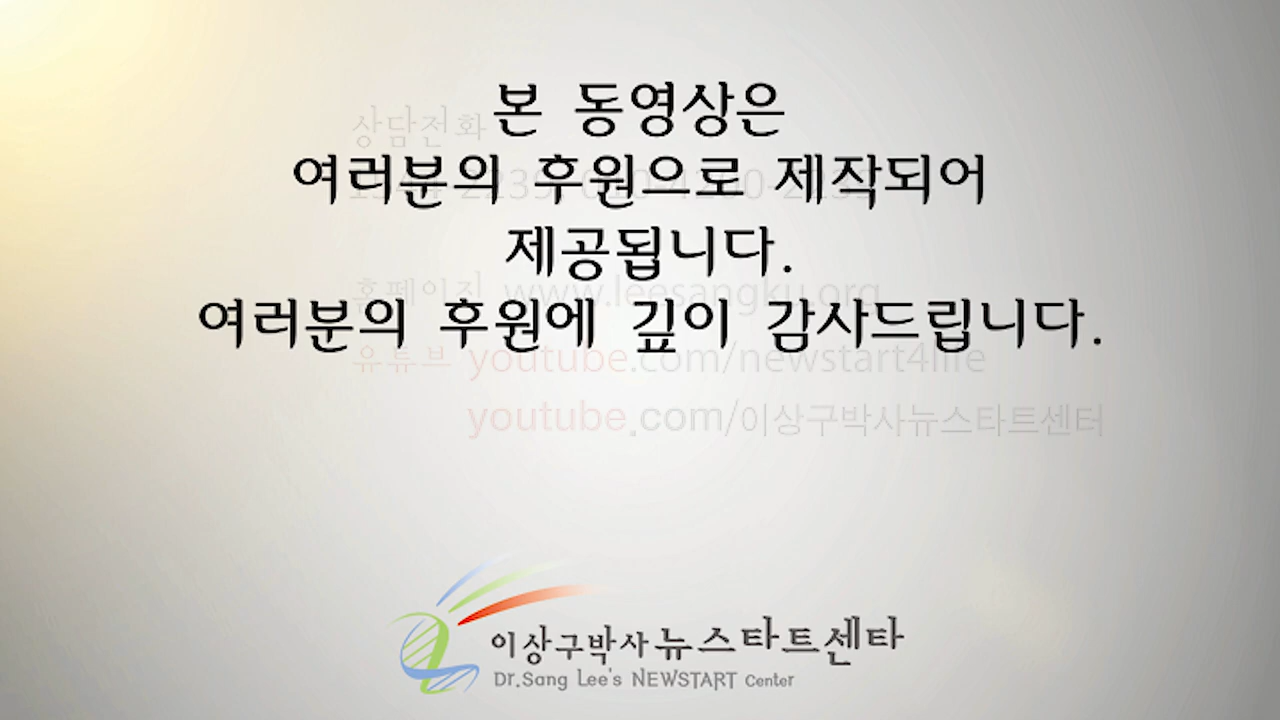 본 동영상은
여러분의 후원으로 제작되어
제공됩니다.
여러분의 후원에 깊이 감사드립니다.
상담전화
홈페이지 www.leesangku.org
유튜브 youtube.com/newstart4life
youtube.com/이상구박사뉴스타트센터
이상구박사뉴스타트센타
Dr.Sang Lee's NEWSTART Center